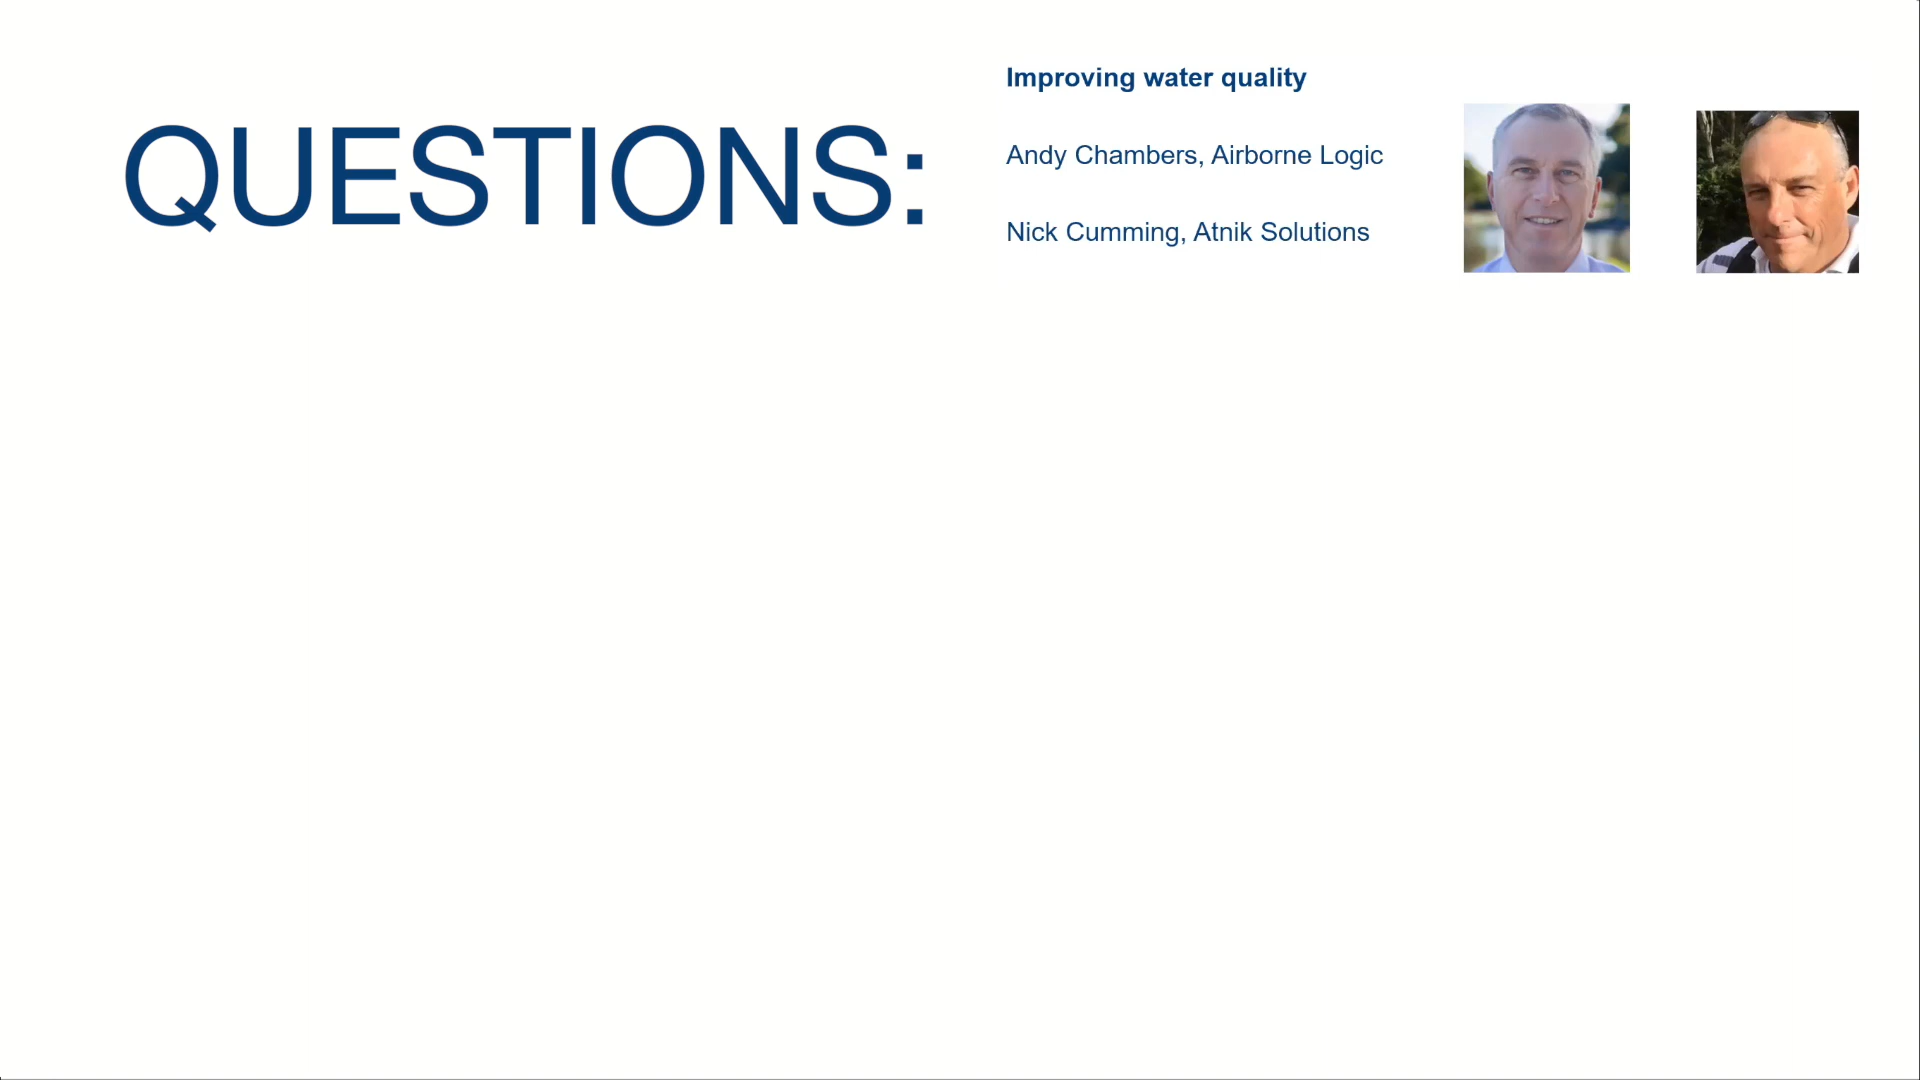 QUESTIONS:
Improving water quality
Andy Chambers, Airborne Logic
Nick Cumming, Atnik Solutions